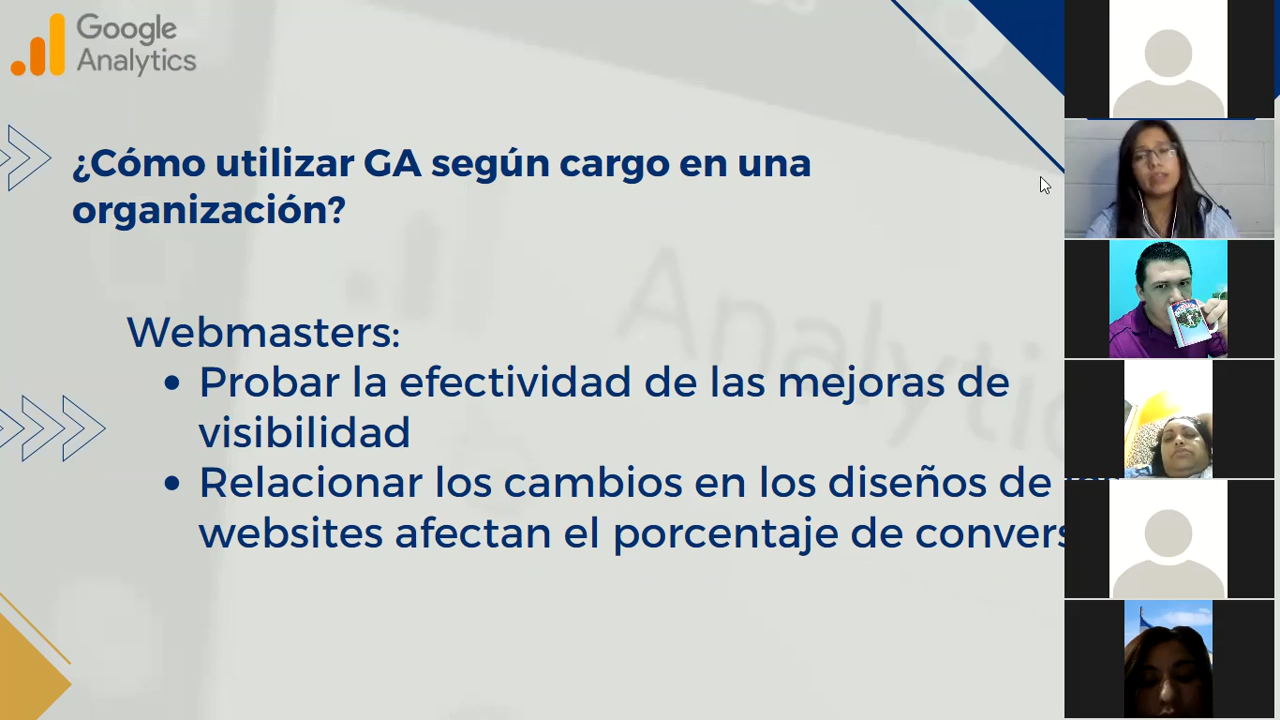 Google
Analytics
¿Cómo utilizar GA según cargo en una
organización?
Webmasters:
• Probar la efectividad de las mejoras de
visibilidad
• Relacionar los cambios en los diseños de
websites afectan el porcentaje de convers